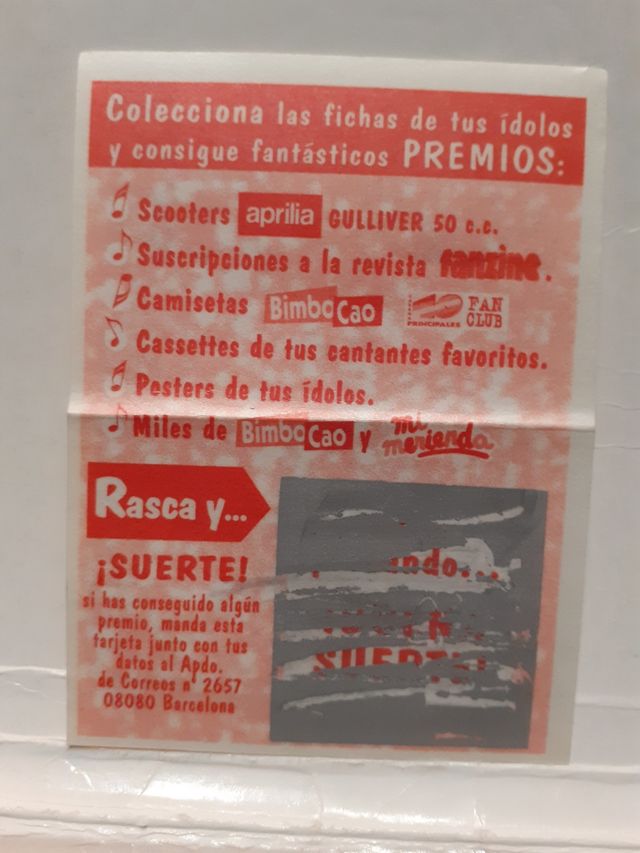 Colecciona las fichas de tus ídolos
y consigue fantásticos PREMIOS:
Scooters aprilia GULLIVER 50 c.c.
Suscripciones a la revista fanzine.
Camisetas BimboCao 40 PRINCIPALES FAN CLUB
Cassettes de tus cantantes favoritos.
Posters de tus ídolos.
Miles de BimboCao y mi merienda
Rasca y...
¡SUERTE!
si has conseguido algún
premio, manda esta
tarjeta junto con tus
datos al Apdo.
de Correos nº 2657
08080 Barcelona
SUERTE!